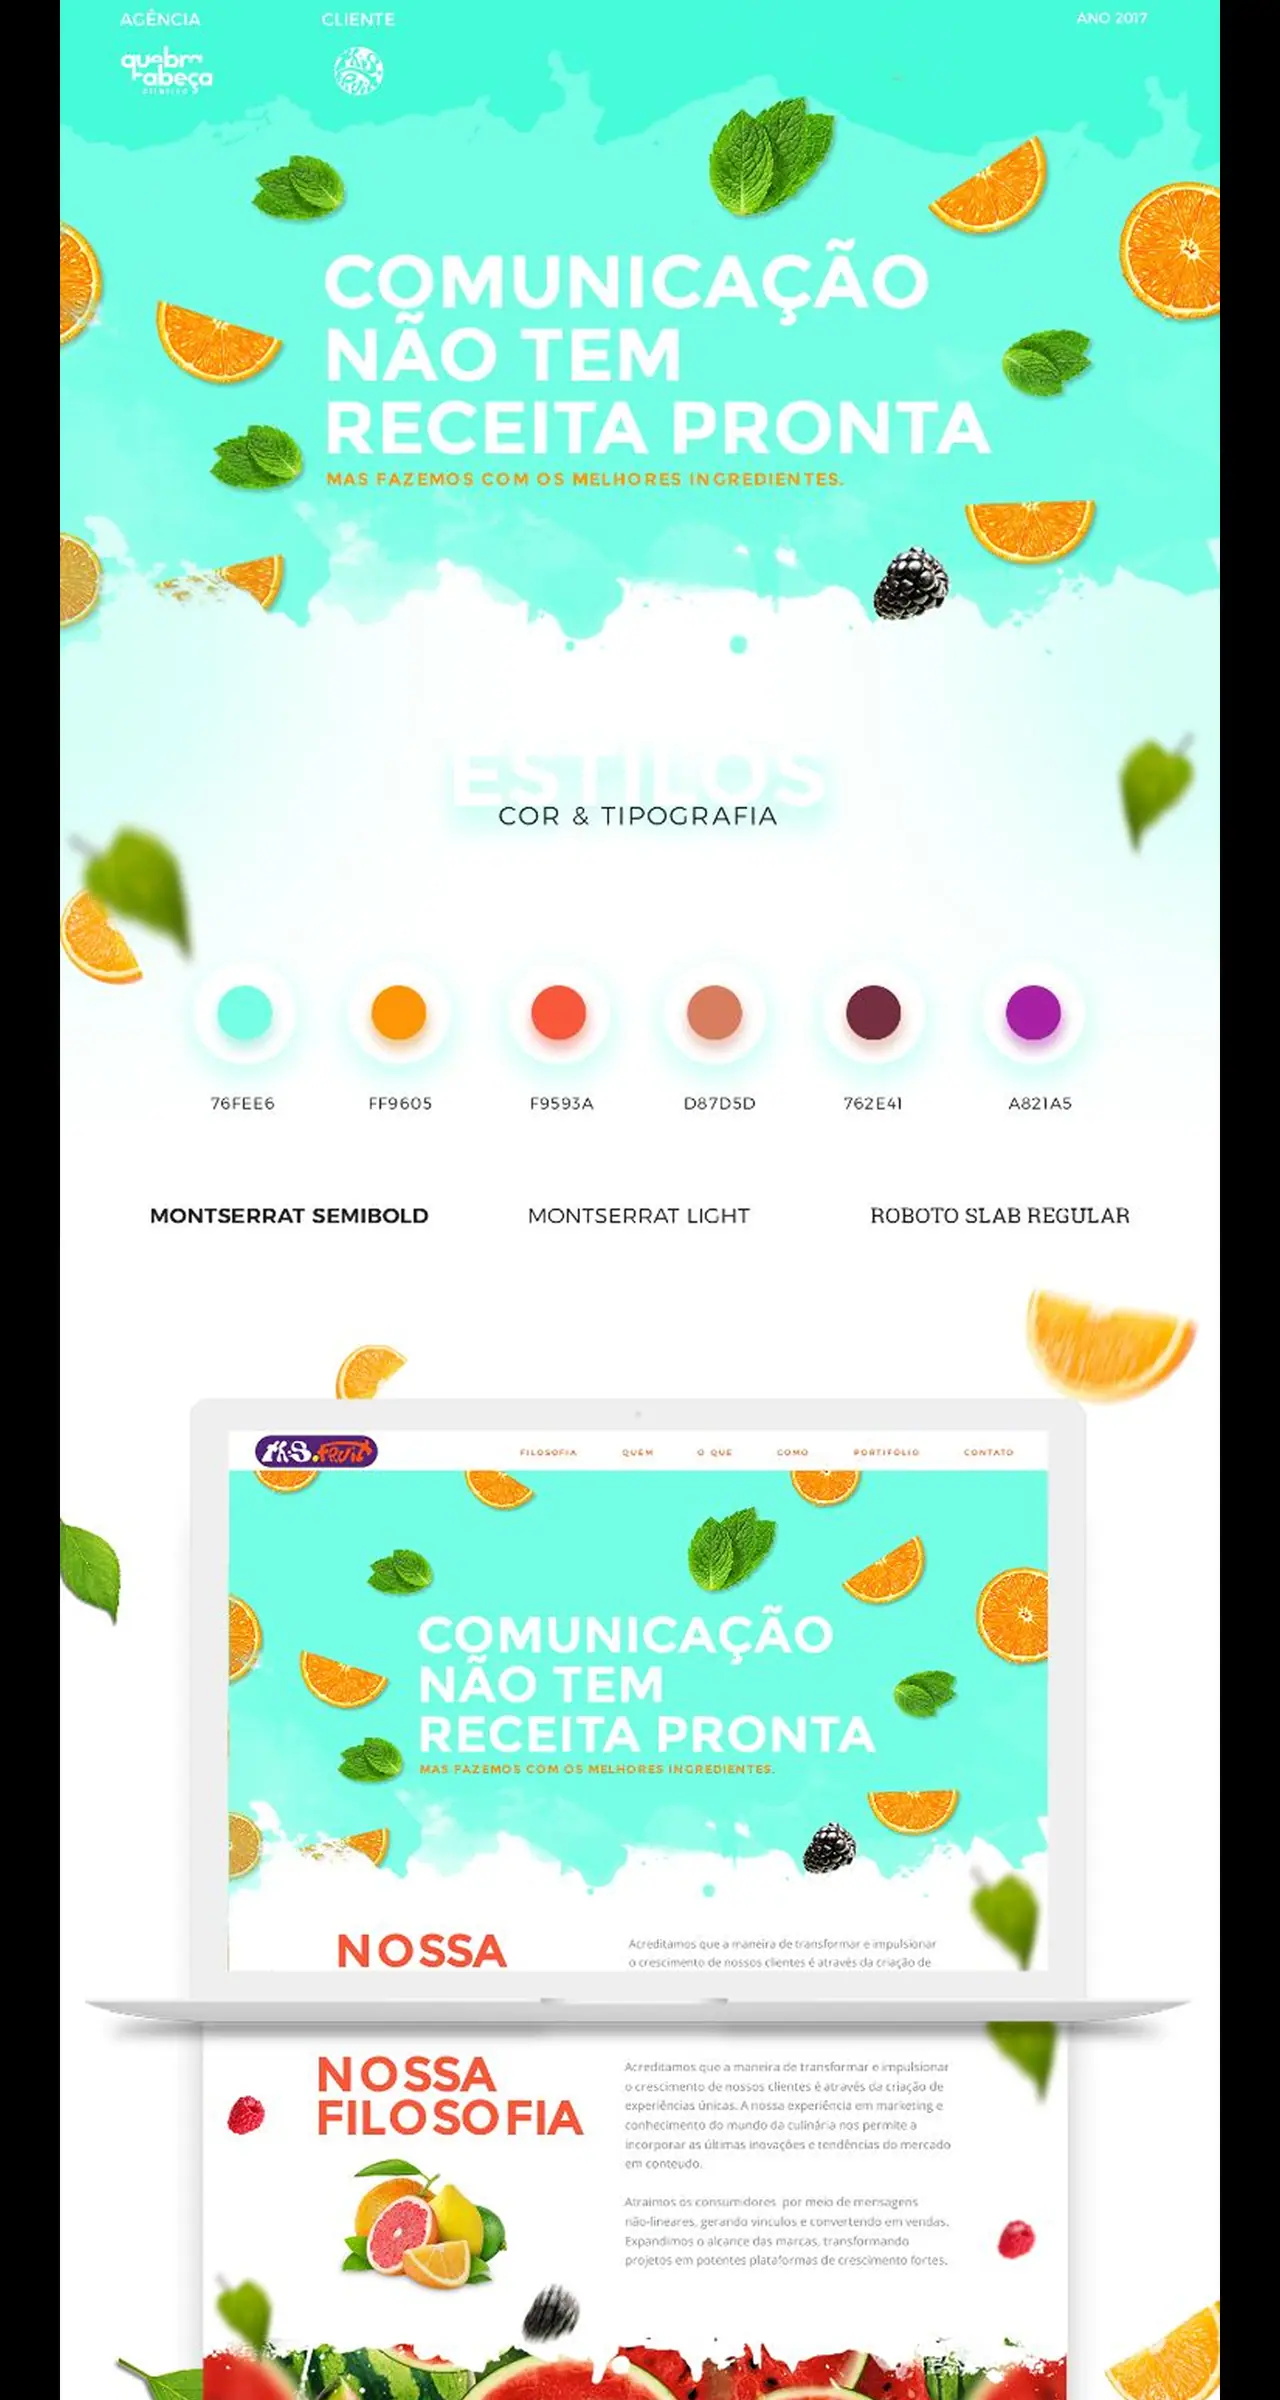 AGÊNCIA
CLIENTE
ANO 2017
quebra
cabeça
COMUNICAÇÃO
NÃO TEM
RECEITA PRONTA
MAS FAZEMOS COM OS MELHORES INGREDIENTES.
ESTILOS
COR & TIPOGRAFIA
76FEE6
FF9605
F9593A
D87D5D
762E41
A821A5
MONTSERRAT SEMIBOLD
MONTSERRAT LIGHT
ROBOTO SLAB REGULAR
FILOSOFIA
QUEM
O QUE
COMO
PORTIFÓLIO
CONTATO
COMUNICAÇÃO
NÃO TEM
RECEITA PRONTA
MAS FAZEMOS COM OS MELHORES INGREDIENTES.
NOSSA
Acreditamos que a maneira de transformar e impulsionar
o crescimento de nossos clientes é através da criação de
NOSSA
FILOSOFIA
Acreditamos que a maneira de transformar e impulsionar
o crescimento de nossos clientes é através da criação de
experiências únicas. A nossa experiência em marketing e
conhecimento do mundo da culinária nos permite a
incorporar as últimas inovações e tendências do mercado
em conteúdo.
Atraímos os consumidores por meio de mensagens
não-lineares, gerando vínculos e convertendo em vendas.
Expandimos o alcance das marcas, transformando
projetos em potentes plataformas de crescimento fortes.